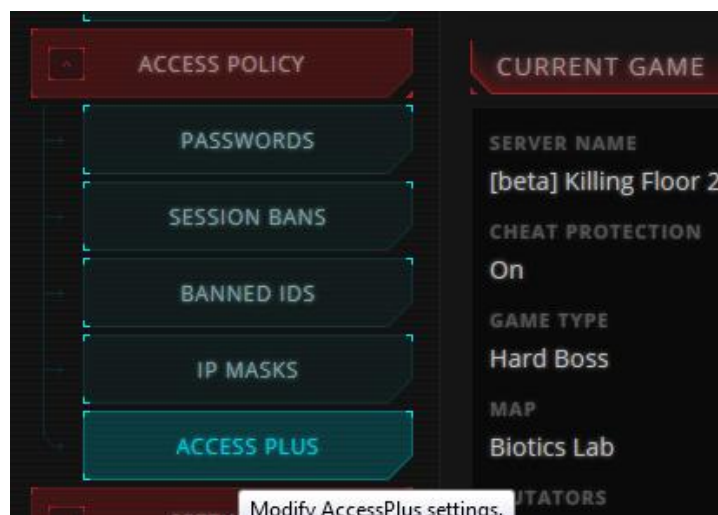 ACCESS POLICY
PASSWORDS
SESSION BANS
BANNED IDS
IP MASKS
ACCESS PLUS
Modify AccessPlus settings.
CURRENT GAME
SERVER NAME
[beta] Killing Floor 2
CHEAT PROTECTION
On
GAME TYPE
Hard Boss
MAP
Biotics Lab
UTATORS